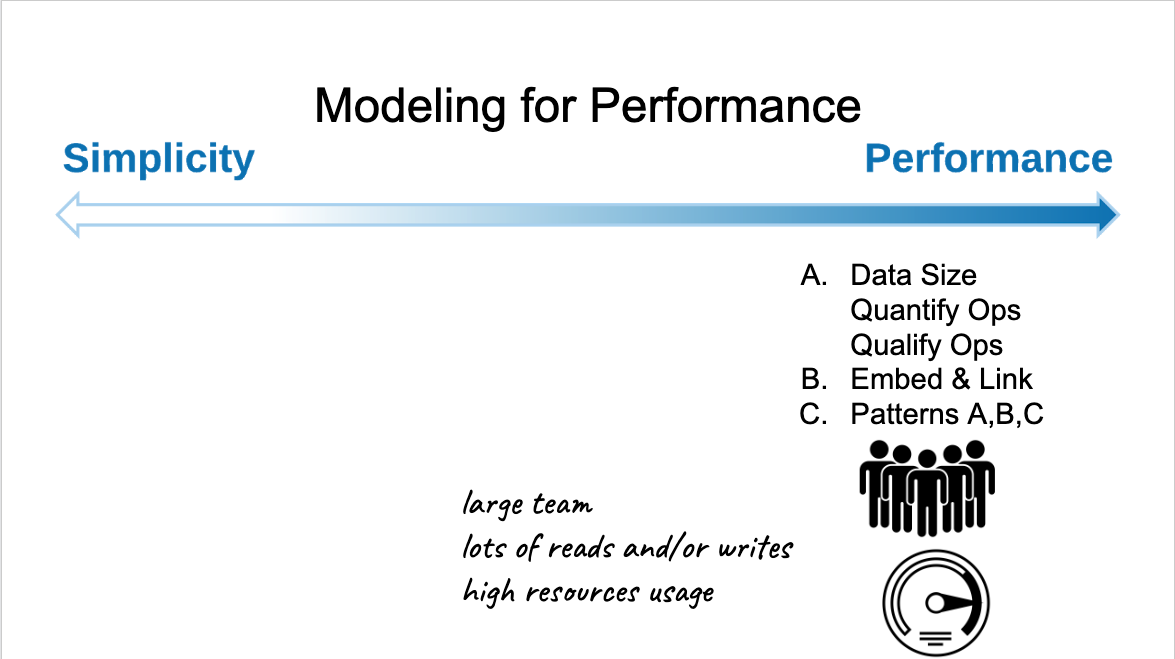 Modeling for Performance
Simplicity
Performance
A. Data Size
Quantify Ops
Qualify Ops
B. Embed & Link
C. Patterns A,B,C
large team
lots of reads and/or writes
high resources usage